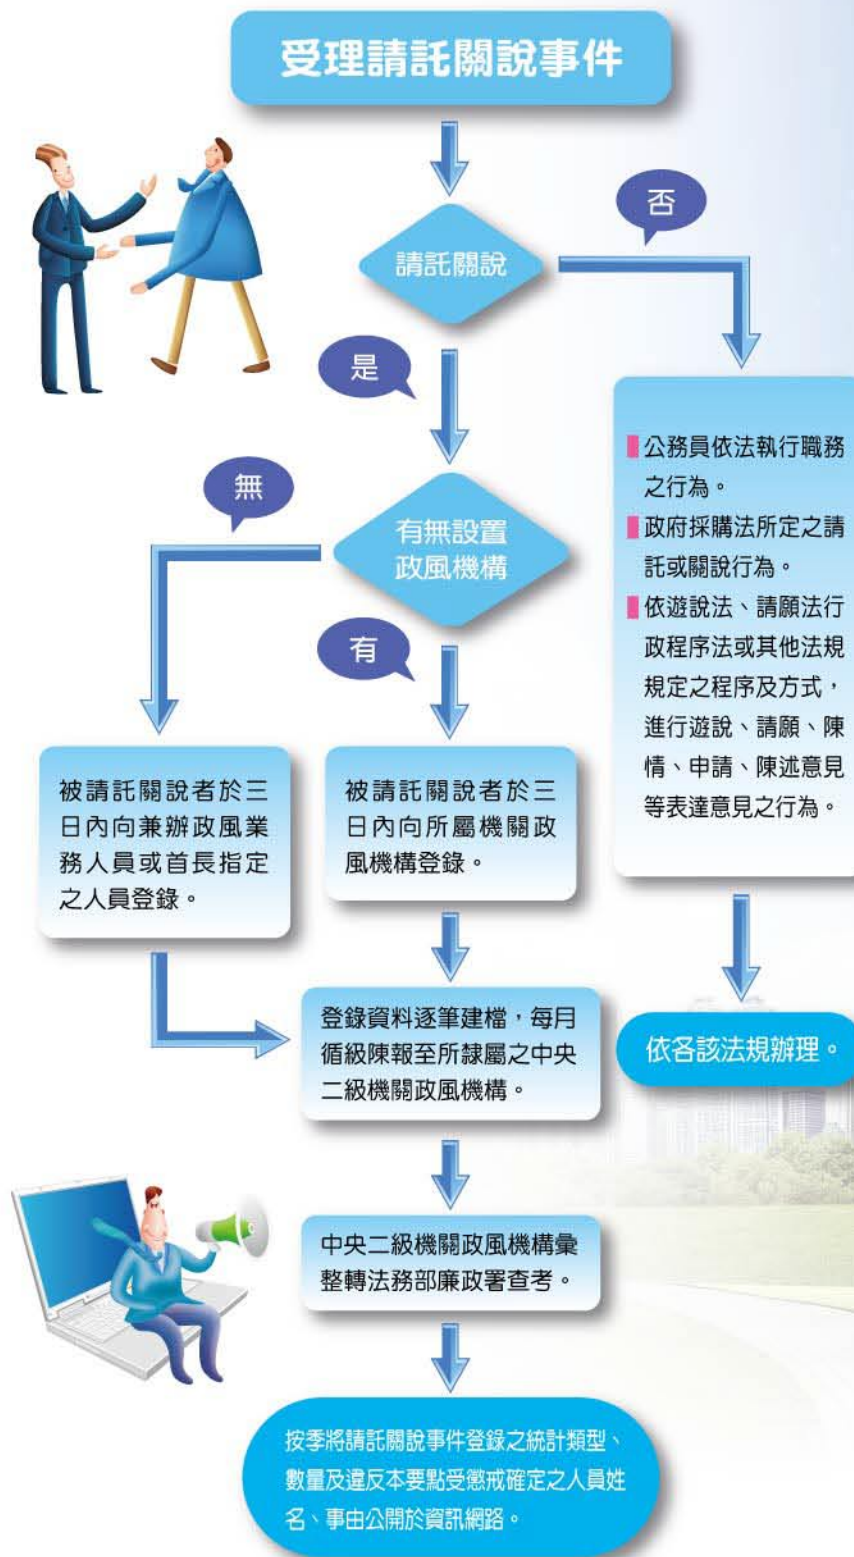 受理請託關說事件
請託關說
否
是
公務員依法執行職務
之行為。
政府採購法所定之請
託或關說行為。
依遊說法、請願法行
政程序法或其他法規
規定之程序及方式,
進行遊說、請願、陳
情、申請、陳述意見
等表達意見之行為。
無
有無設置
政風機構
有
被請託關說者於三
日內向兼辦政風業
務人員或首長指定
之人員登錄。
被請託關說者於三
日內向所屬機關政
風機構登錄。
登錄資料逐筆建檔,每月
循級陳報至所隸屬之中央
二級機關政風機構。
依各該法規辦理。
中央二級機關政風機構彙
整轉法務部廉政署查考。
按季將請託關說事件登錄之統計類型、
數量及違反本要點受懲戒確定之人員姓
名、事由公開於資訊網路。